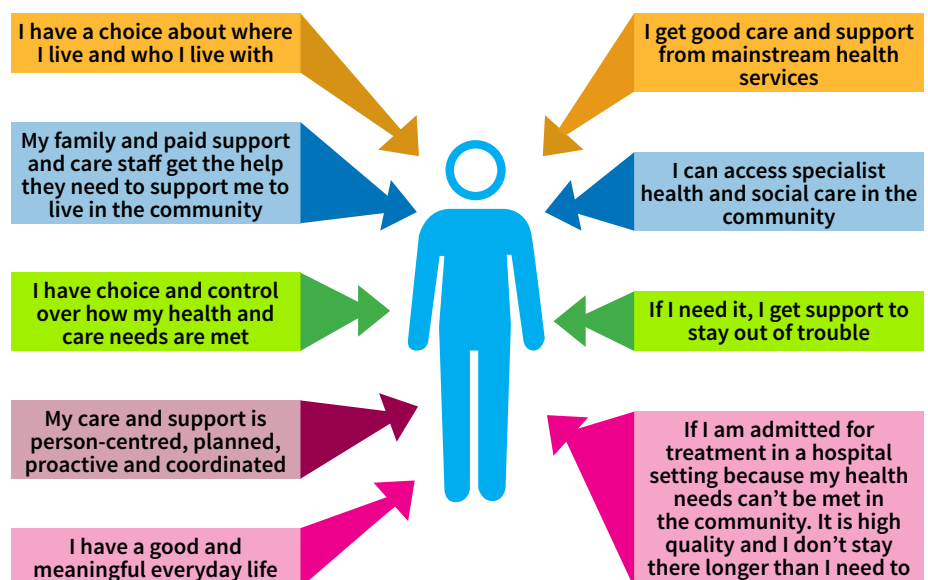 I have a choice about where
I live and who I live with
My family and paid support
and care staff get the help
they need to support me to
live in the community
I have choice and control
over how my health and
care needs are met
My care and support is
person-centred, planned,
proactive and coordinated
I have a good and
meaningful everyday life
I get good care and support
from mainstream health
services
I can access specialist
health and social care in the
community
If I need it, I get support to
stay out of trouble
If I am admitted for
treatment in a hospital
setting because my health
needs can’t be met in
the community. It is high
quality and I don’t stay
there longer than I need to